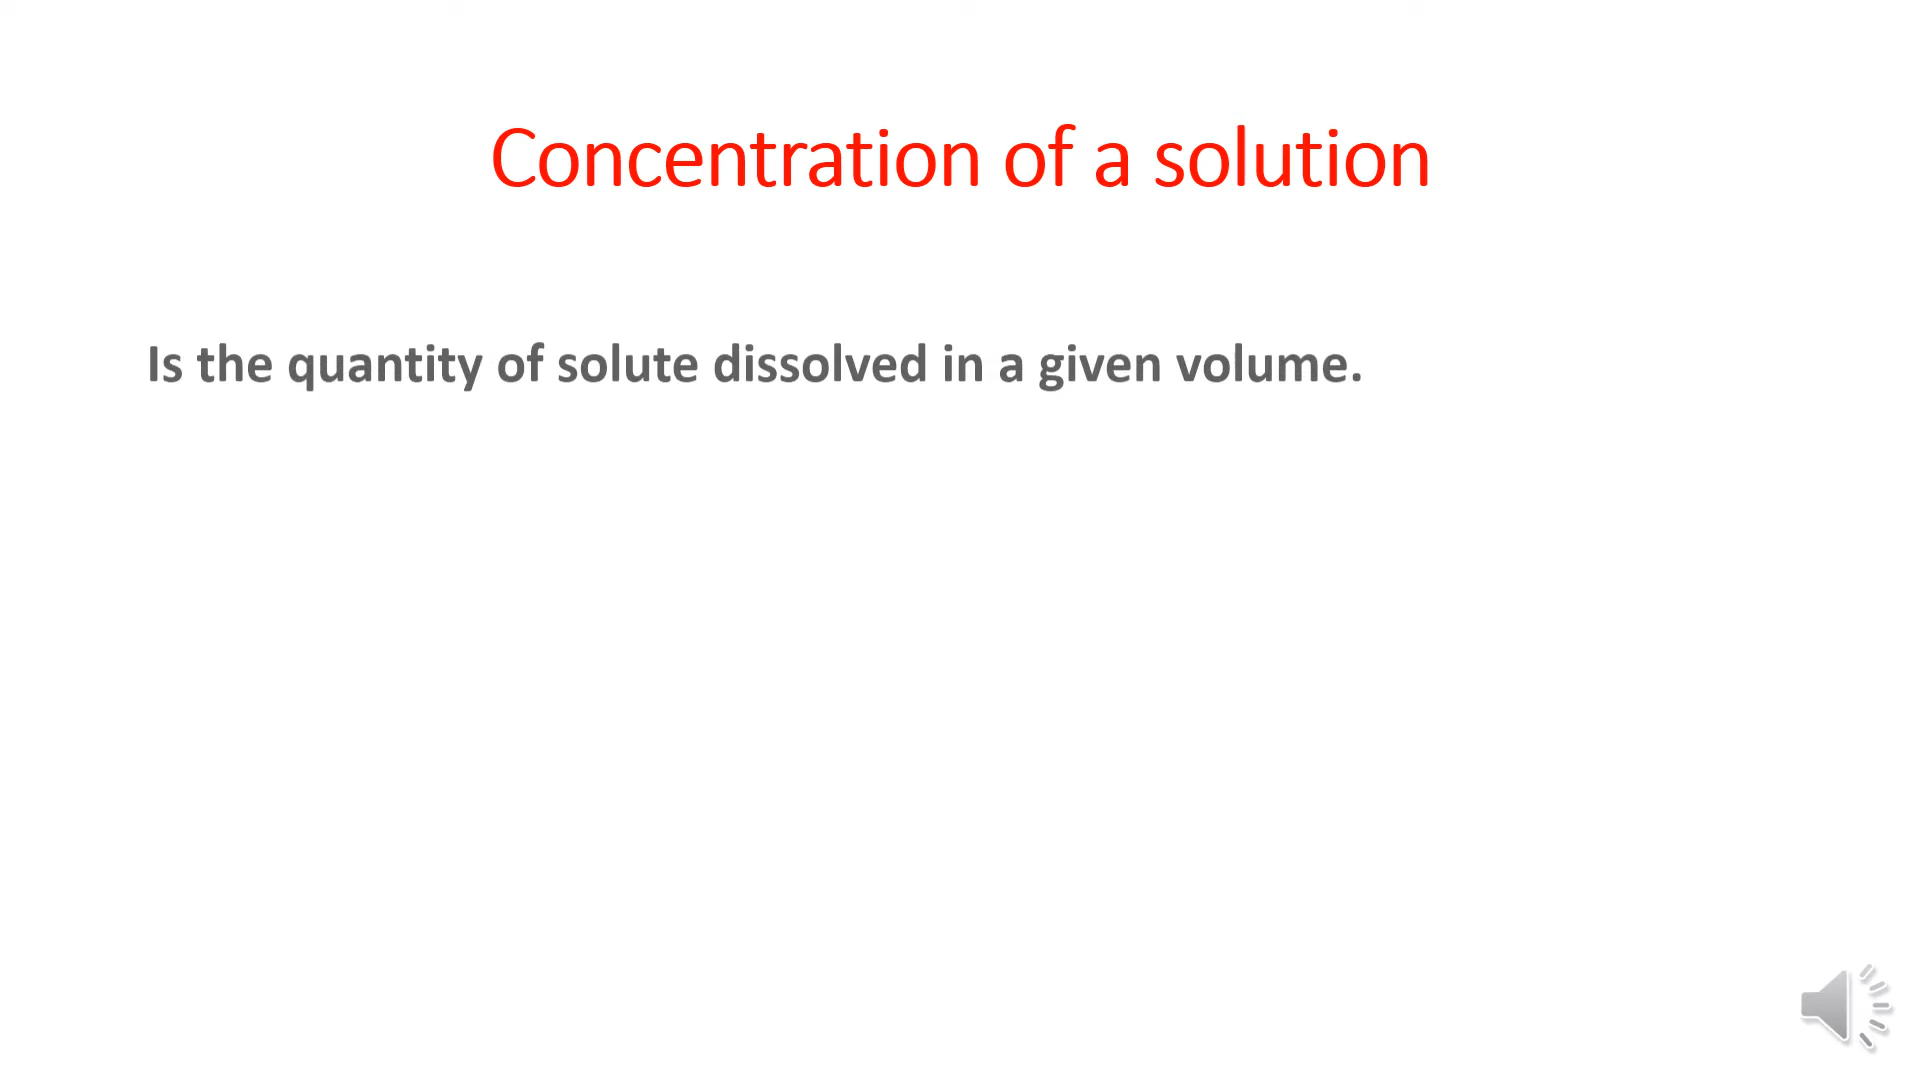 Concentration of a solution
Is the quantity of solute dissolved in a given volume.